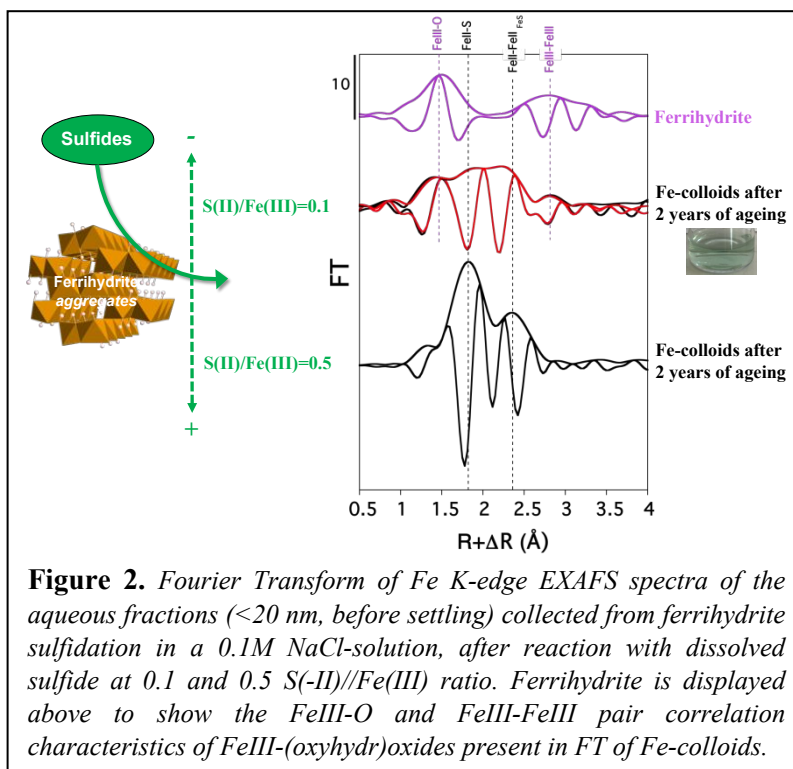 FeIII-O
FeII-S
FeII-FeII FeS
FeIII-FeIII
10
Ferrihydrite
Sulfides
-
S(II)/Fe(III)=0.1
Fe-colloids after
2 years of ageing
Ferrihydrite
aggregates
FT
S(II)/Fe(III)=0.5
Fe-colloids after
2 years of ageing
+
0.5 1 1.5 2 2.5 3 3.5 4
R+ΔR (Å)
Figure 2. Fourier Transform of Fe K-edge EXAFS spectra of the
aqueous fractions (<20 nm, before settling) collected from ferrihydrite
sulfidation in a 0.1M NaCl-solution, after reaction with dissolved
sulfide at 0.1 and 0.5 S(-II)//Fe(III) ratio. Ferrihydrite is displayed
above to show the FeIII-O and FeIII-FeIII pair correlation
characteristics of FeIII-(oxyhydr)oxides present in FT of Fe-colloids.